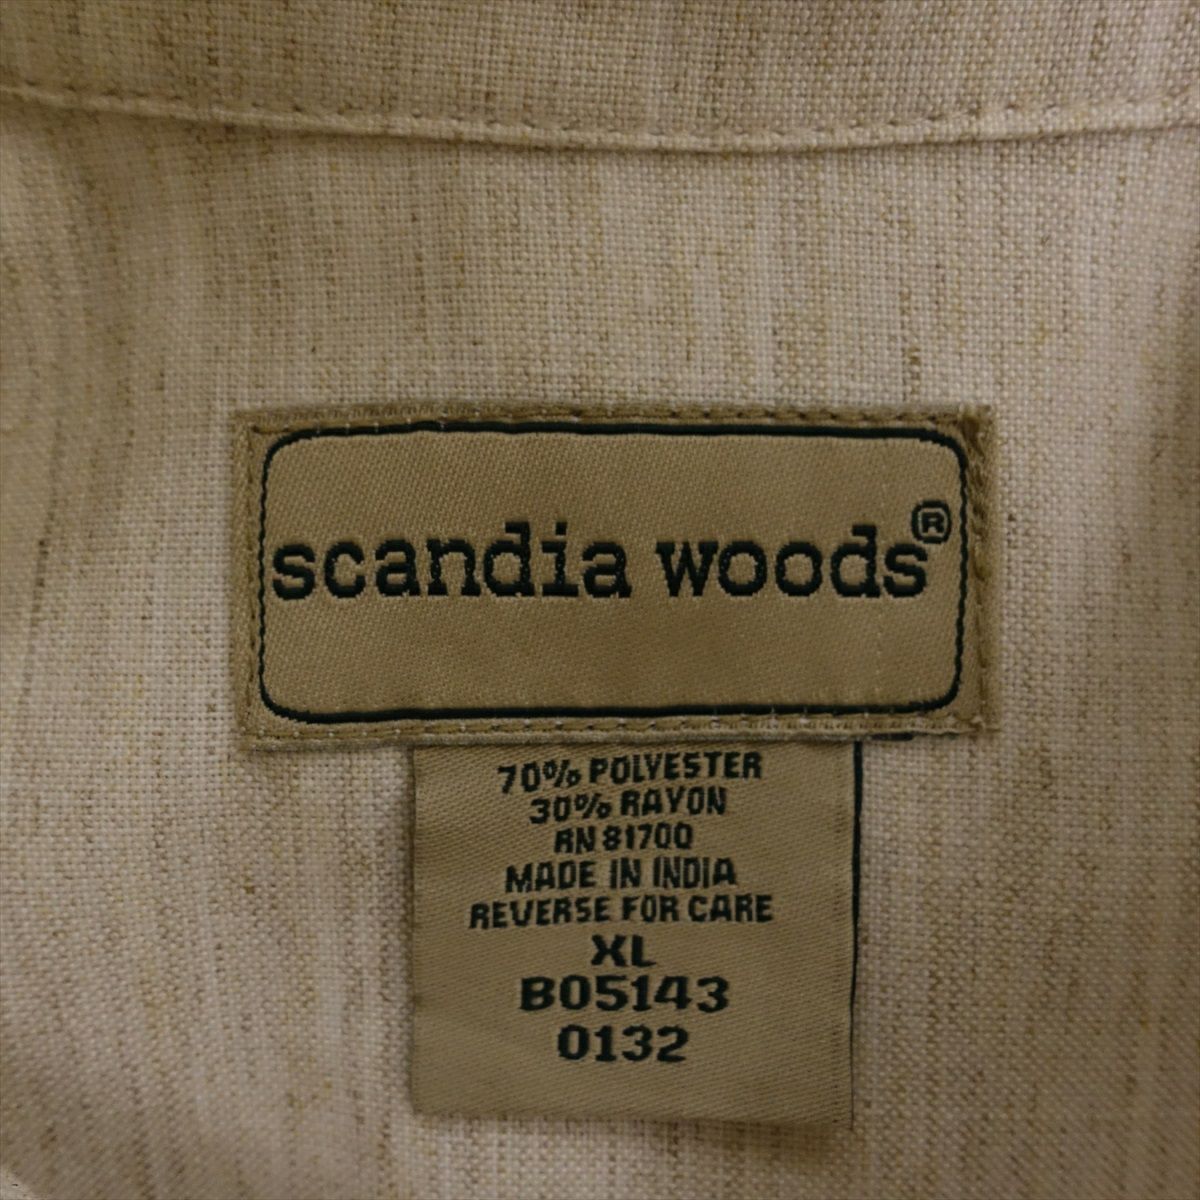 scandia woods®
70% POLYESTER
30% RAYON
RN 81700
MADE IN INDIA
REVERSE FOR CARE
XL
B05143
0132